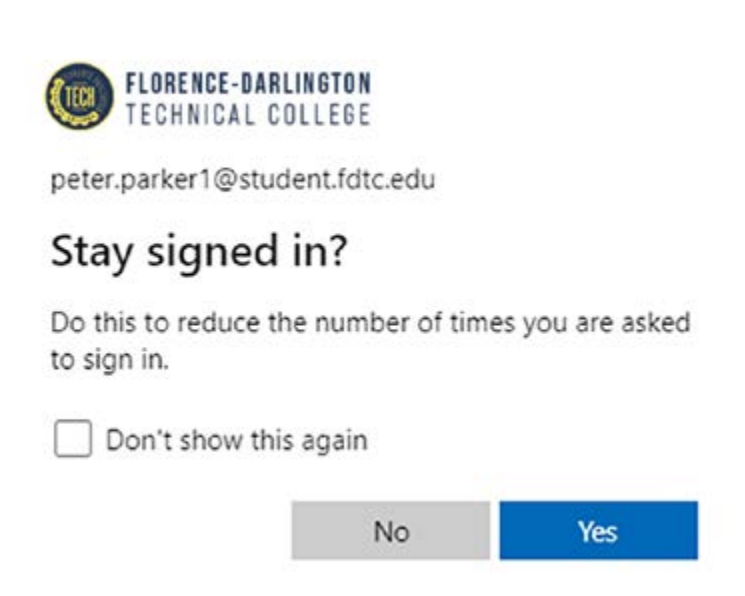 TECH
FLORENCE-DARLINGTON
TECHNICAL COLLEGE
peter.parker1@student.fdtc.edu
Stay signed in?
Do this to reduce the number of times you are asked
to sign in.
Don't show this again
No
Yes